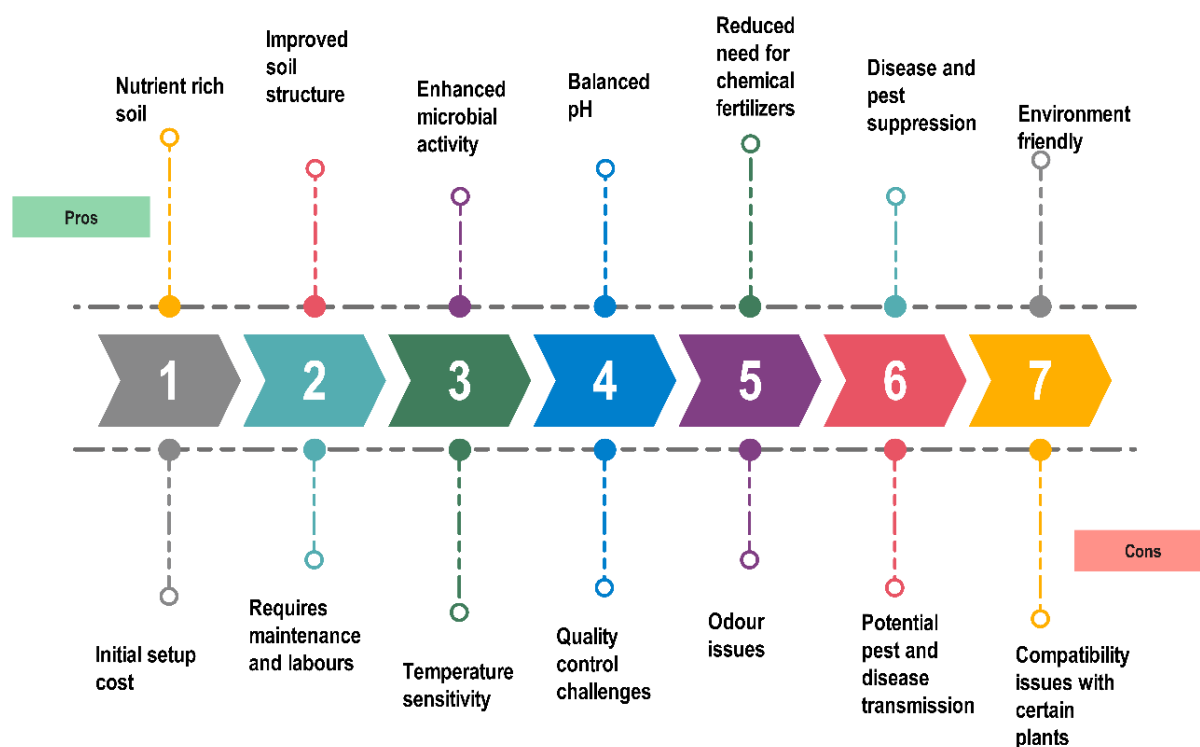 Nutrient rich
soil
Improved
soil
structure
Enhanced
microbial
activity
Balanced
pH
Reduced
need for
chemical
fertilizers
Disease and
pest
suppression
Environment
friendly
Pros
1
2
3
4
5
6
7
Cons
Initial setup
cost
Requires
maintenance
and labours
Temperature
sensitivity
Quality
control
challenges
Odour
issues
Potential
pest and
disease
transmission
Compatibility
issues with
certain
plants